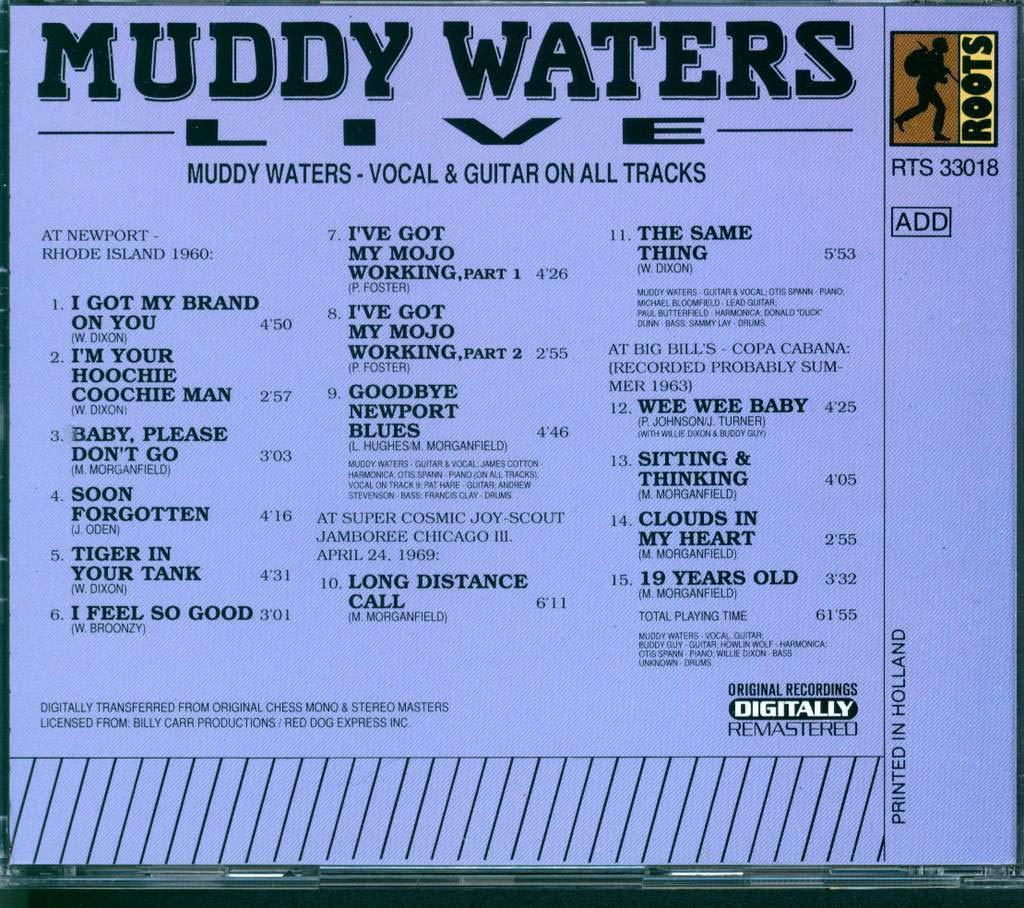 MUDDY WATERS
LIVE
MUDDY WATERS - VOCAL & GUITAR ON ALL TRACKS
AT NEWPORT -
RHODE ISLAND 1960:
1. I GOT MY BRAND
ON YOU 4'50
(W. DIXON)
2. I'M YOUR
HOOCHIE
COOCHIE MAN 2'57
(W. DIXON)
3. BABY, PLEASE
DON'T GO 3'03
(M. MORGANFIELD)
4. SOON
FORGOTTEN 4'16
(J. ODEN)
5. TIGER IN
YOUR TANK 4'31
(W. DIXON)
6. I FEEL SO GOOD 3'01
(W. BROONZY)
7. I'VE GOT
MY MOJO
WORKING, PART 1 4'26
(P. FOSTER)
8. I'VE GOT
MY MOJO
WORKING, PART 2 2'55
(P. FOSTER)
9. GOODBYE
NEWPORT
BLUES 4'46
(L. HUGHES/M. MORGANFIELD)
MUDDY WATERS - GUITAR & VOCAL; JAMES COTTON -
HARMONICA; OTIS SPANN - PIANO (ON ALL TRACKS),
VOCAL ON TRACK 9; PAT HARE - GUITAR; ANDREW
STEVENSON - BASS; FRANCIS CLAY - DRUMS
AT SUPER COSMIC JOY-SCOUT
JAMBOREE CHICAGO III.
APRIL 24, 1969:
10. LONG DISTANCE
CALL 6'11
(M. MORGANFIELD)
11. THE SAME
THING 5'53
(W. DIXON)
MUDDY WATERS - GUITAR & VOCAL; OTIS SPANN - PIANO;
MICHAEL BLOOMFIELD - LEAD GUITAR;
PAUL BUTTERFIELD - HARMONICA; DONALD "DUCK"
DUNN - BASS; SAMMY LAY - DRUMS.
AT BIG BILL'S - COPA CABANA:
(RECORDED PROBABLY SUM-
MER 1963)
12. WEE WEE BABY 4'25
(P. JOHNSON/J. TURNER)
(WITH WILLIE DIXON & BUDDY GUY)
13. SITTING &
THINKING 4'05
(M. MORGANFIELD)
14. CLOUDS IN
MY HEART 2'55
(M. MORGANFIELD)
15. 19 YEARS OLD 3'32
(M. MORGANFIELD)
TOTAL PLAYING TIME 61'55
MUDDY WATERS - VOCAL, GUITAR;
BUDDY GUY - GUITAR; HOWLIN WOLF - HARMONICA;
OTIS SPANN - PIANO; WILLIE DIXON - BASS
UNKNOWN - DRUMS.
DIGITALLY TRANSFERRED FROM ORIGINAL CHESS MONO & STEREO MASTERS
LICENSED FROM: BILLY CARR PRODUCTIONS / RED DOG EXPRESS INC.
ORIGINAL RECORDINGS
DIGITALLY
REMASTERED
ROOTS
RTS 33018
ADD
PRINTED IN HOLLAND